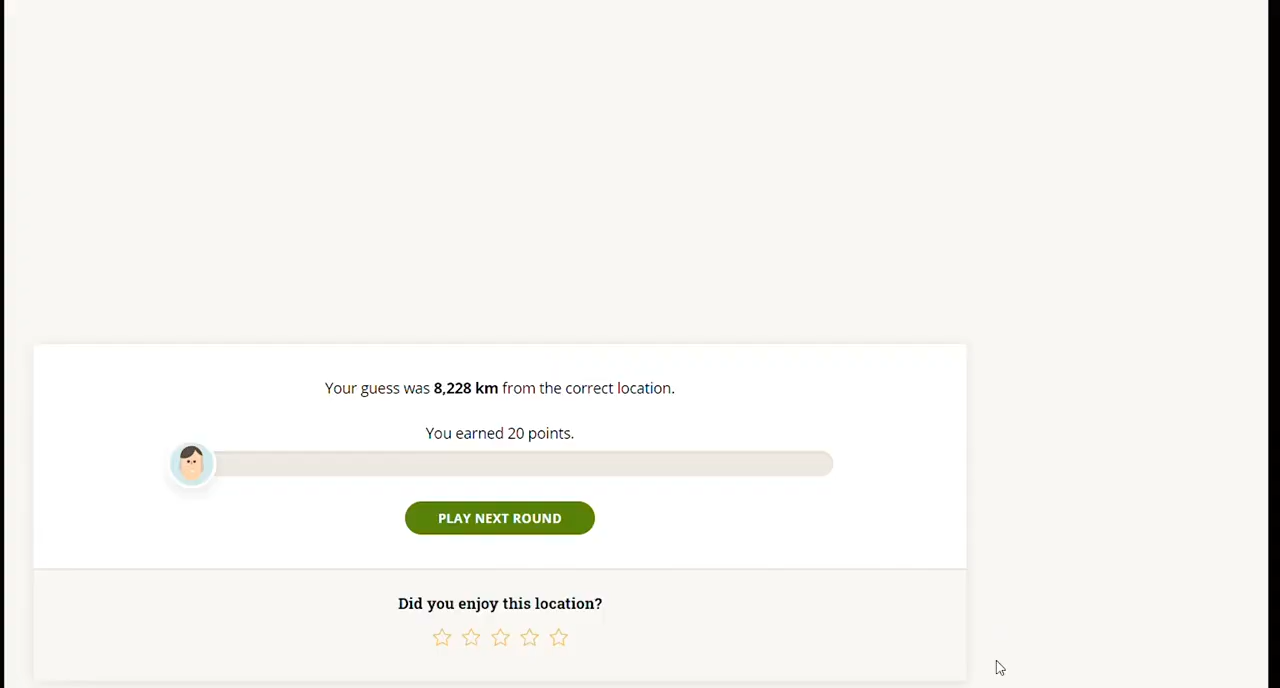 Your guess was 8,228 km from the correct location.
You earned 20 points.
PLAY NEXT ROUND
Did you enjoy this location?